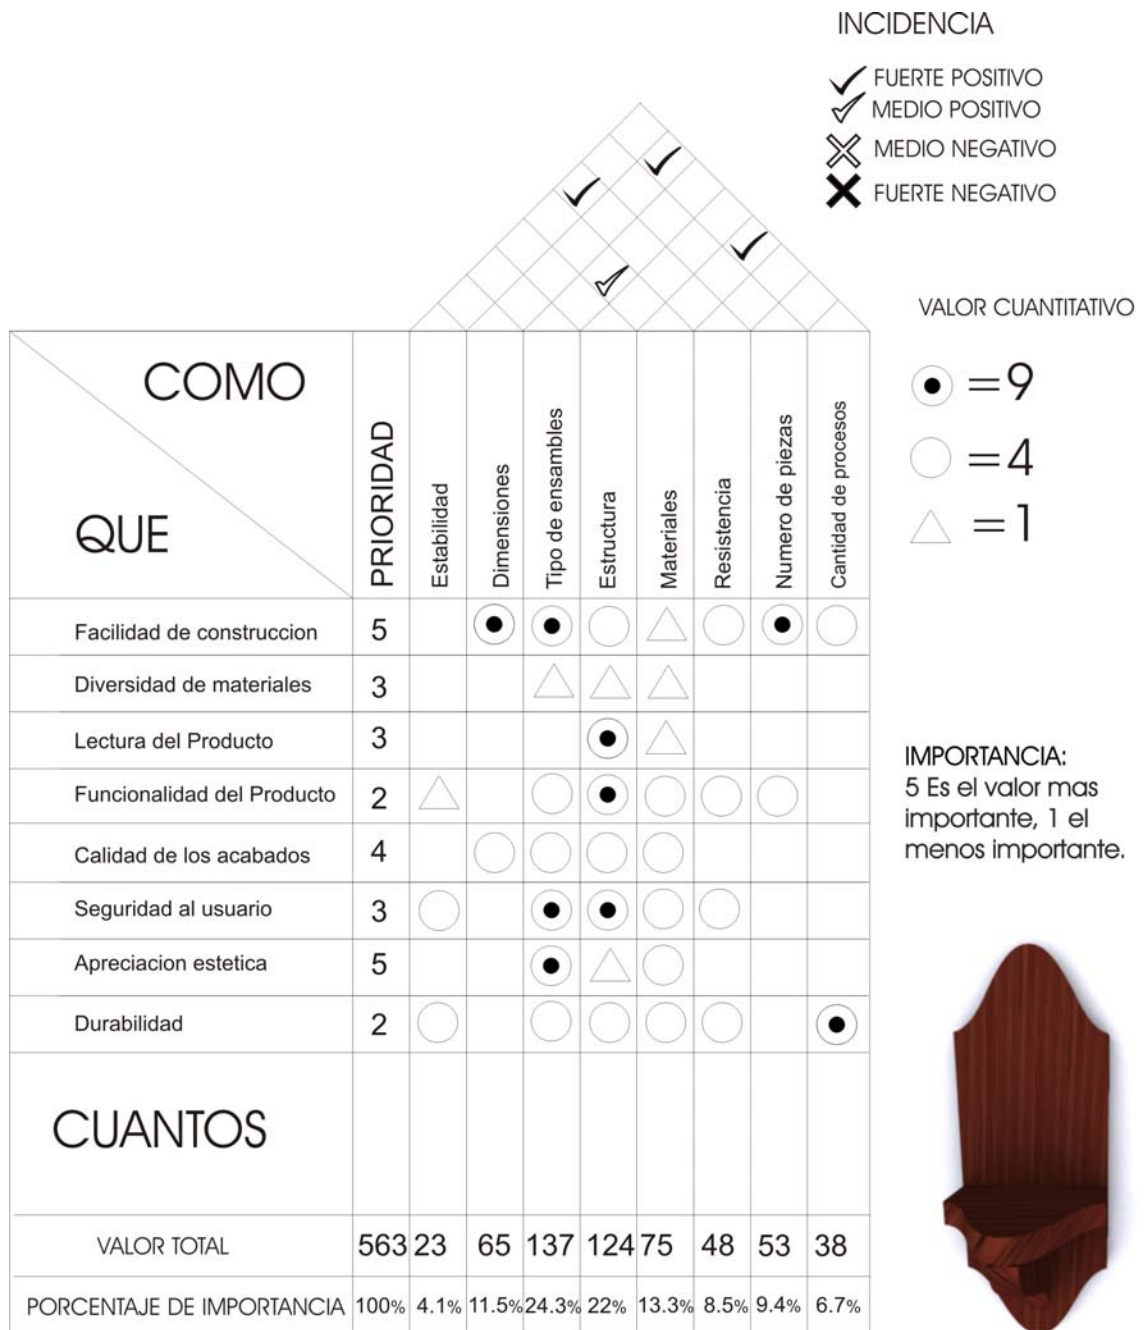 INCIDENCIA
FUERTE POSITIVO
MEDIO POSITIVO
MEDIO NEGATIVO
FUERTE NEGATIVO
VALOR CUANTITATIVO
=9
=4
=1
COMO
QUE
PRIORIDAD
Estabilidad
Dimensiones
Tipo de ensambles
Estructura
Materiales
Resistencia
Numero de piezas
Cantidad de procesos
Facilidad de construccion 5
Diversidad de materiales 3
Lectura del Producto 3
Funcionalidad del Producto 2
Calidad de los acabados 4
Seguridad al usuario 3
Apreciacion estetica 5
Durabilidad 2
IMPORTANCIA:
5 Es el valor mas
importante, 1 el
menos importante.
CUANTOS
VALOR TOTAL 563 23 65 137 124 75 48 53 38
PORCENTAJE DE IMPORTANCIA 100% 4.1% 11.5% 24.3% 22% 13.3% 8.5% 9.4% 6.7%